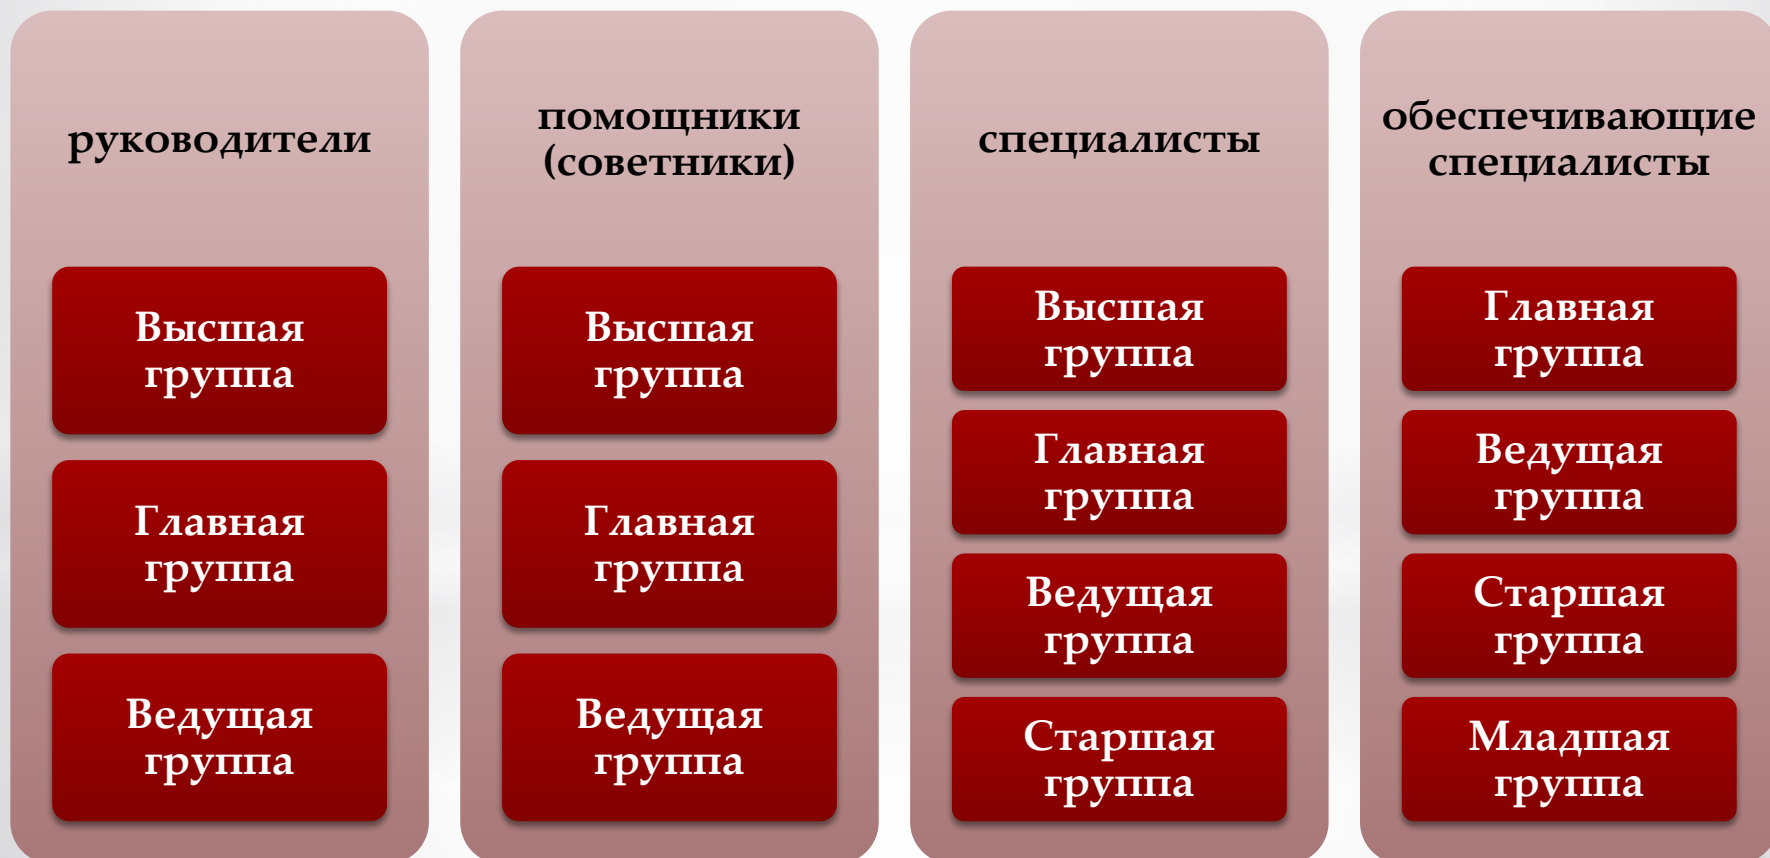 руководители
Высшая
группа
Главная
группа
Ведущая
группа
помощники
(советники)
Высшая
группа
Главная
группа
Ведущая
группа
специалисты
Высшая
группа
Главная
группа
Ведущая
группа
Старшая
группа
обеспечивающие
специалисты
Главная
группа
Ведущая
группа
Старшая
группа
Младшая
группа